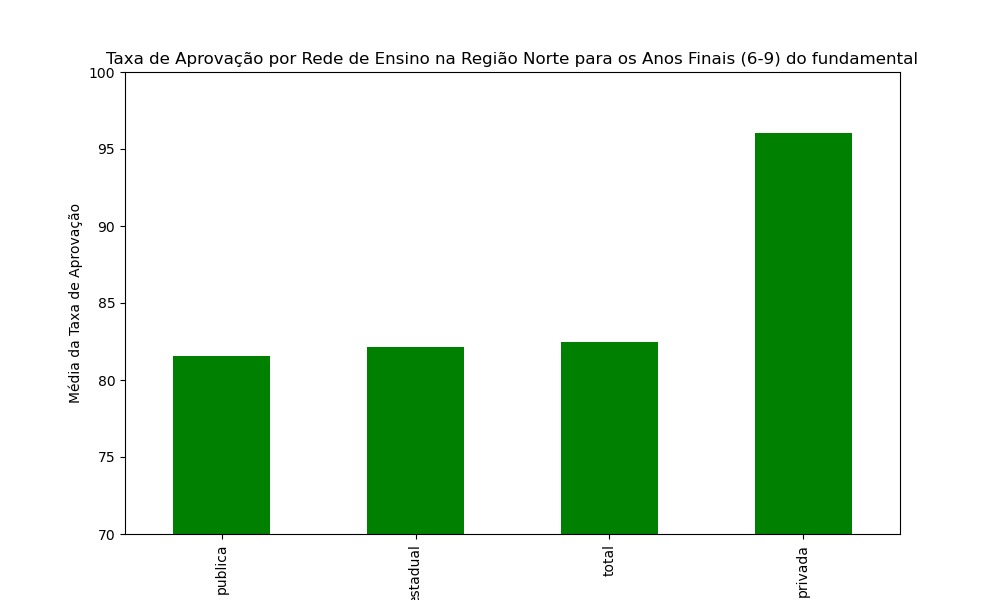 Taxa de Aprovação por Rede de Ensino na Região Norte para os Anos Finais (6-9) do fundamental
100
95
90
85
80
75
70
Média da Taxa de Aprovação
publica
estadual
total
privada